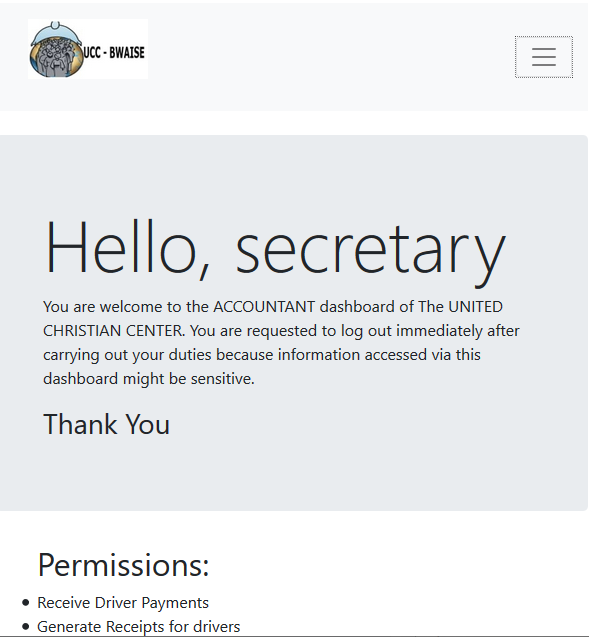 UCC - BWAISE
Hello, secretary
You are welcome to the ACCOUNTANT dashboard of The UNITED
CHRISTIAN CENTER. You are requested to log out immediately after
carrying out your duties because information accessed via this
dashboard might be sensitive.
Thank You
Permissions:
Receive Driver Payments
Generate Receipts for drivers